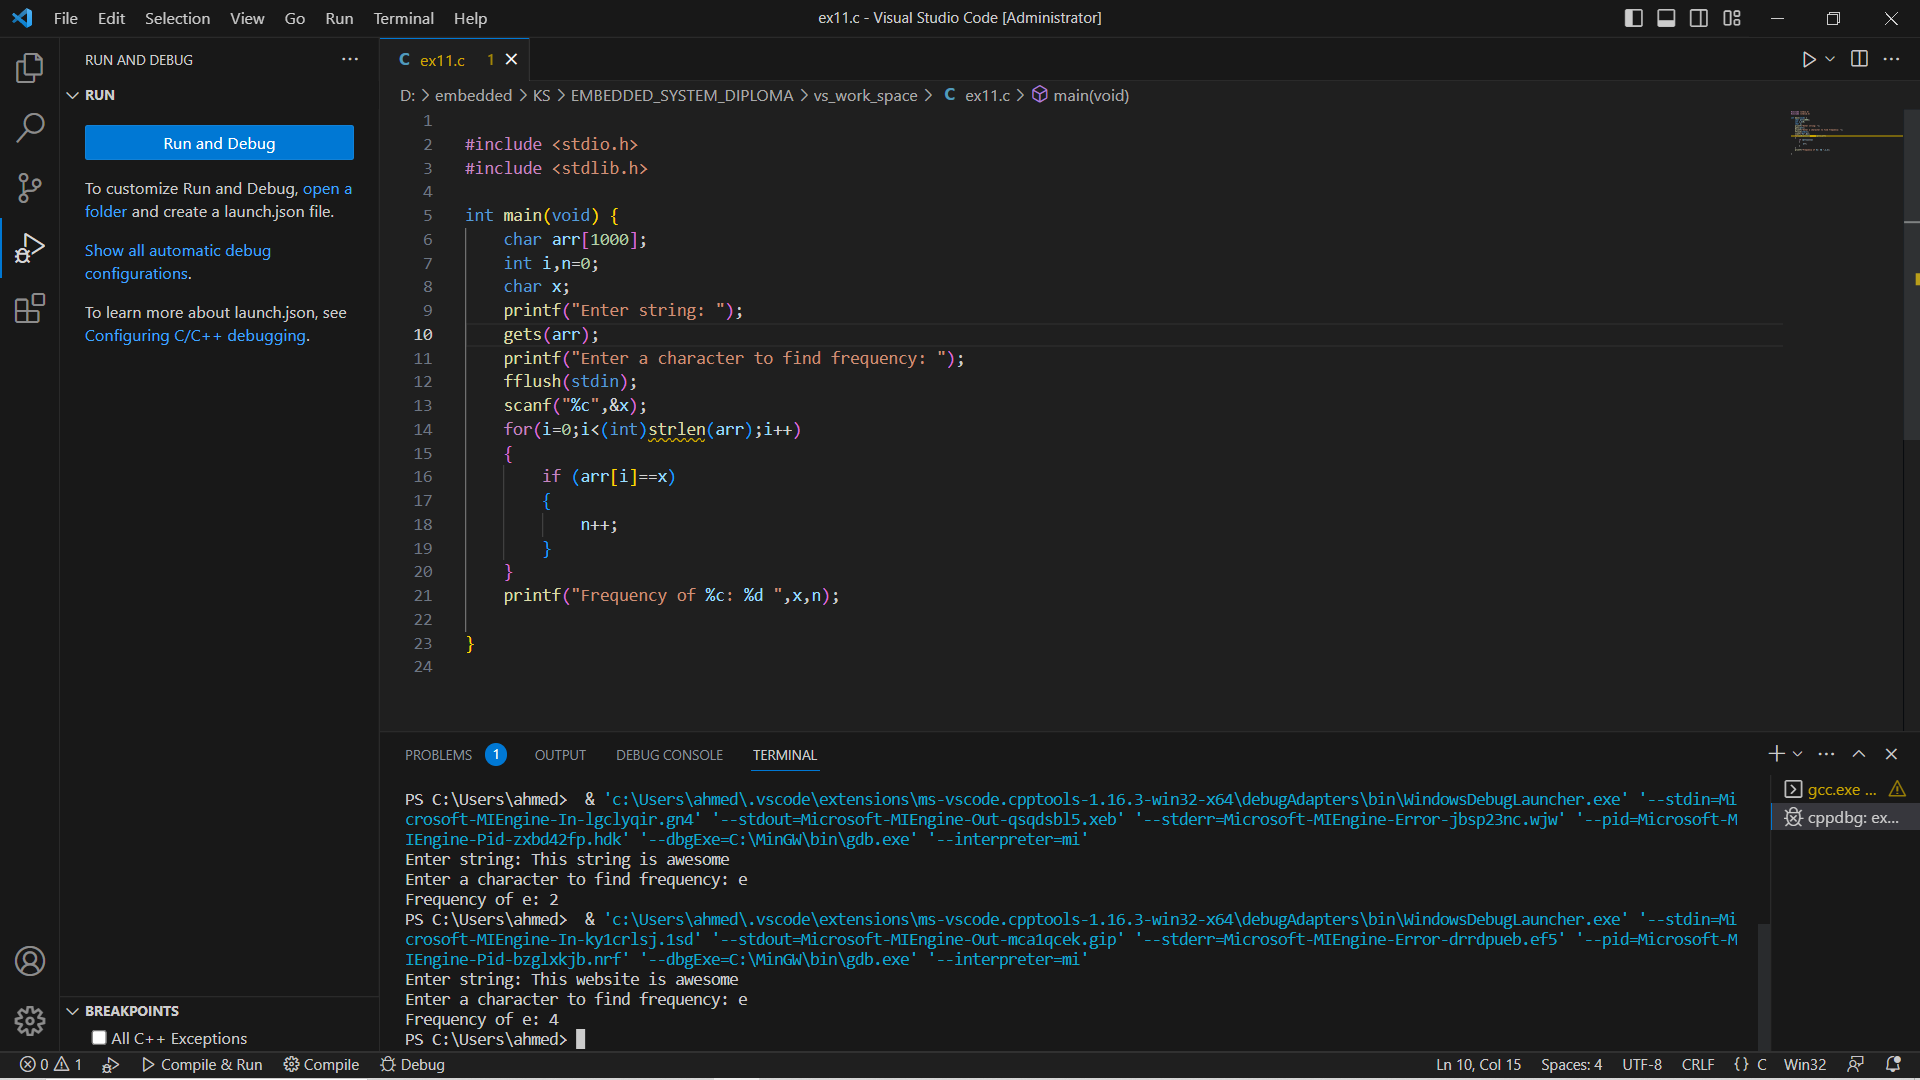 File Edit Selection View Go Run Terminal Help
ex11.c - Visual Studio Code [Administrator]
RUN AND DEBUG
RUN
Run and Debug
To customize Run and Debug, open a
folder and create a launch.json file.
Show all automatic debug
configurations.
To learn more about launch.json, see
Configuring C/C++ debugging.
BREAKPOINTS
All C++ Exceptions
C ex11.c 1
D: > embedded > KS > EMBEDDED_SYSTEM_DIPLOMA > vs_work_space > C ex11.c > main(void)
1
2 #include <stdio.h>
3 #include <stdlib.h>
4
5 int main(void) {
6 char arr[1000];
7 int i,n=0;
8 char x;
9 printf("Enter string: ");
10 gets(arr);
11 printf("Enter a character to find frequency: ");
12 fflush(stdin);
13 scanf("%c",&x);
14 for(i=0;i<(int)strlen(arr);i++)
15 {
16 if (arr[i]==x)
17 {
18 n++;
19 }
20 }
21 printf("Frequency of %c: %d ",x,n);
22
23 }
24
PROBLEMS 1 OUTPUT DEBUG CONSOLE TERMINAL
PS C:\Users\ahmed>  & 'c:\Users\ahmed\.vscode\extensions\ms-vscode.cpptools-1.16.3-win32-x64\debugAdapters\bin\WindowsDebugLauncher.exe' '--stdin=Mi
crosoft-MIEngine-In-lgclyqir.gn4' '--stdout=Microsoft-MIEngine-Out-qsqdsbl5.xeb' '--stderr=Microsoft-MIEngine-Error-jbsp23nc.wjw' '--pid=Microsoft-M
IEngine-Pid-zxbd42fp.hdk' '--dbgExe=C:\MinGW\bin\gdb.exe' '--interpreter=mi'
Enter string: This string is awesome
Enter a character to find frequency: e
Frequency of e: 2
PS C:\Users\ahmed>  & 'c:\Users\ahmed\.vscode\extensions\ms-vscode.cpptools-1.16.3-win32-x64\debugAdapters\bin\WindowsDebugLauncher.exe' '--stdin=Mi
crosoft-MIEngine-In-ky1crlsj.1sd' '--stdout=Microsoft-MIEngine-Out-mca1qcek.gip' '--stderr=Microsoft-MIEngine-Error-drrdpueb.ef5' '--pid=Microsoft-M
IEngine-Pid-bzglxkjb.nrf' '--dbgExe=C:\MinGW\bin\gdb.exe' '--interpreter=mi'
Enter string: This website is awesome
Enter a character to find frequency: e
Frequency of e: 4
PS C:\Users\ahmed>
gcc.exe ...
cppdbg: ex...
0 1 Compile & Run Compile Debug
Ln 10, Col 15 Spaces: 4 UTF-8 CRLF {} C Win32